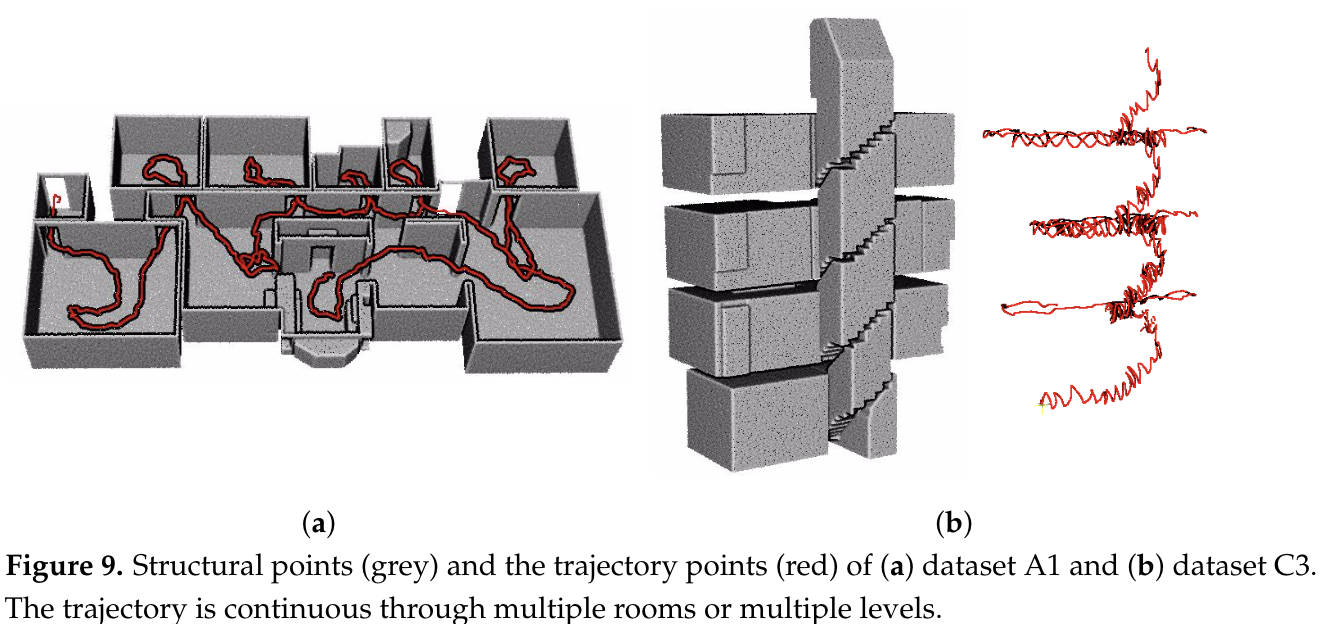 (a)
(b)
Figure 9. Structural points (grey) and the trajectory points (red) of (a) dataset A1 and (b) dataset C3.
The trajectory is continuous through multiple rooms or multiple levels.